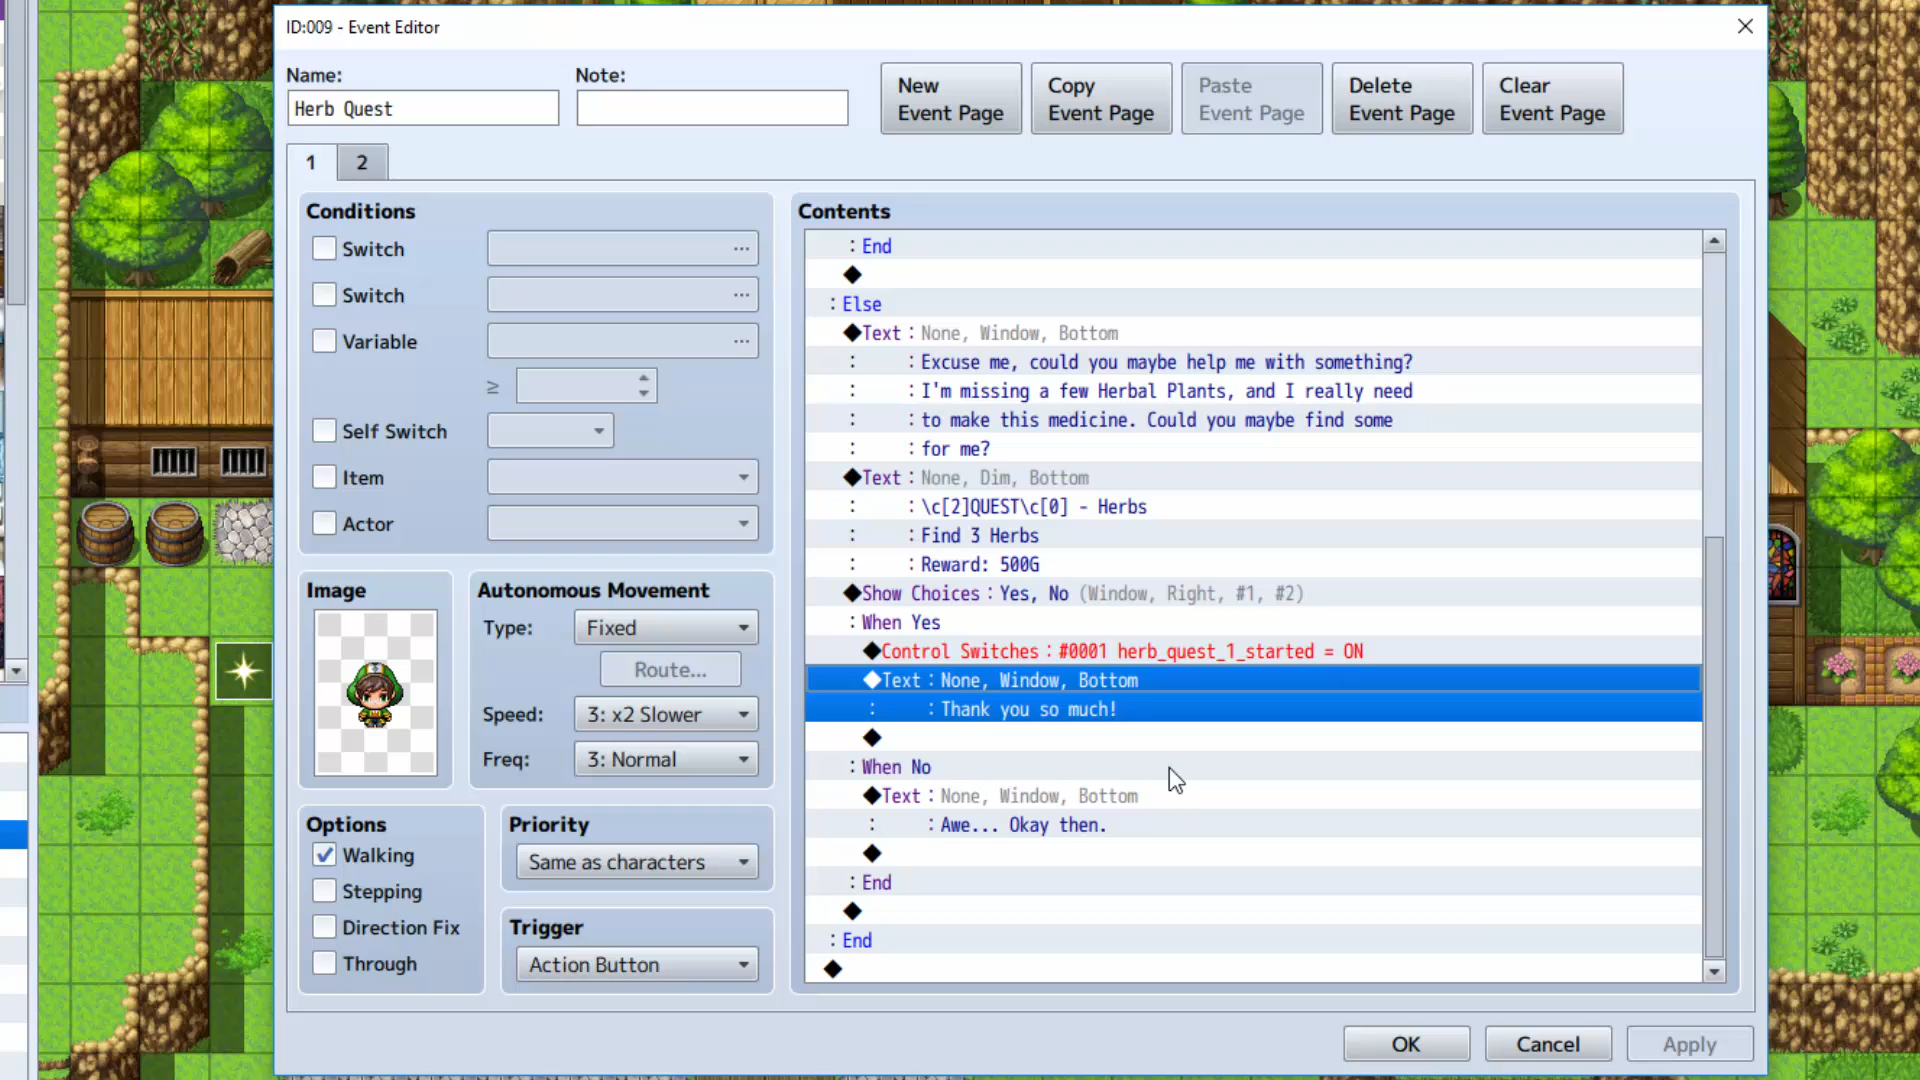 ID:009 - Event Editor
Name:
Note:
Herb Quest
New Event Page
Copy Event Page
Paste Event Page
Delete Event Page
Clear Event Page
1
2
Conditions
Switch
...
Switch
...
Variable
...
≥
Self Switch
Item
Actor
Image
Autonomous Movement
Type:
Fixed
Route...
Speed:
3: x2 Slower
Freq:
3: Normal
Options
Walking
Stepping
Direction Fix
Through
Priority
Same as characters
Trigger
Action Button
Contents
: End
◆
: Else
◆Text : None, Window, Bottom
: : Excuse me, could you maybe help me with something?
: : I'm missing a few Herbal Plants, and I really need
: : to make this medicine. Could you maybe find some
: : for me?
◆Text : None, Dim, Bottom
: : \c[2]QUEST\c[0] - Herbs
: : Find 3 Herbs
: : Reward: 500G
◆Show Choices : Yes, No (Window, Right, #1, #2)
: When Yes
◆Control Switches : #0001 herb_quest_1_started = ON
◆Text : None, Window, Bottom
: : Thank you so much!
◆
: When No
◆Text : None, Window, Bottom
: : Awe... Okay then.
◆
: End
◆
: End
◆
OK
Cancel
Apply